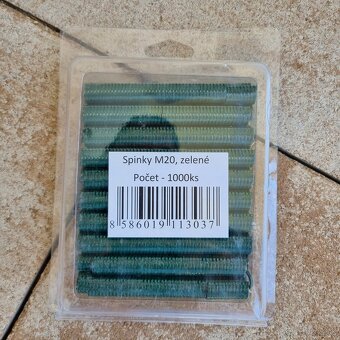 Spinky M20, zelené
Počet - 1000ks
8 586019 113037